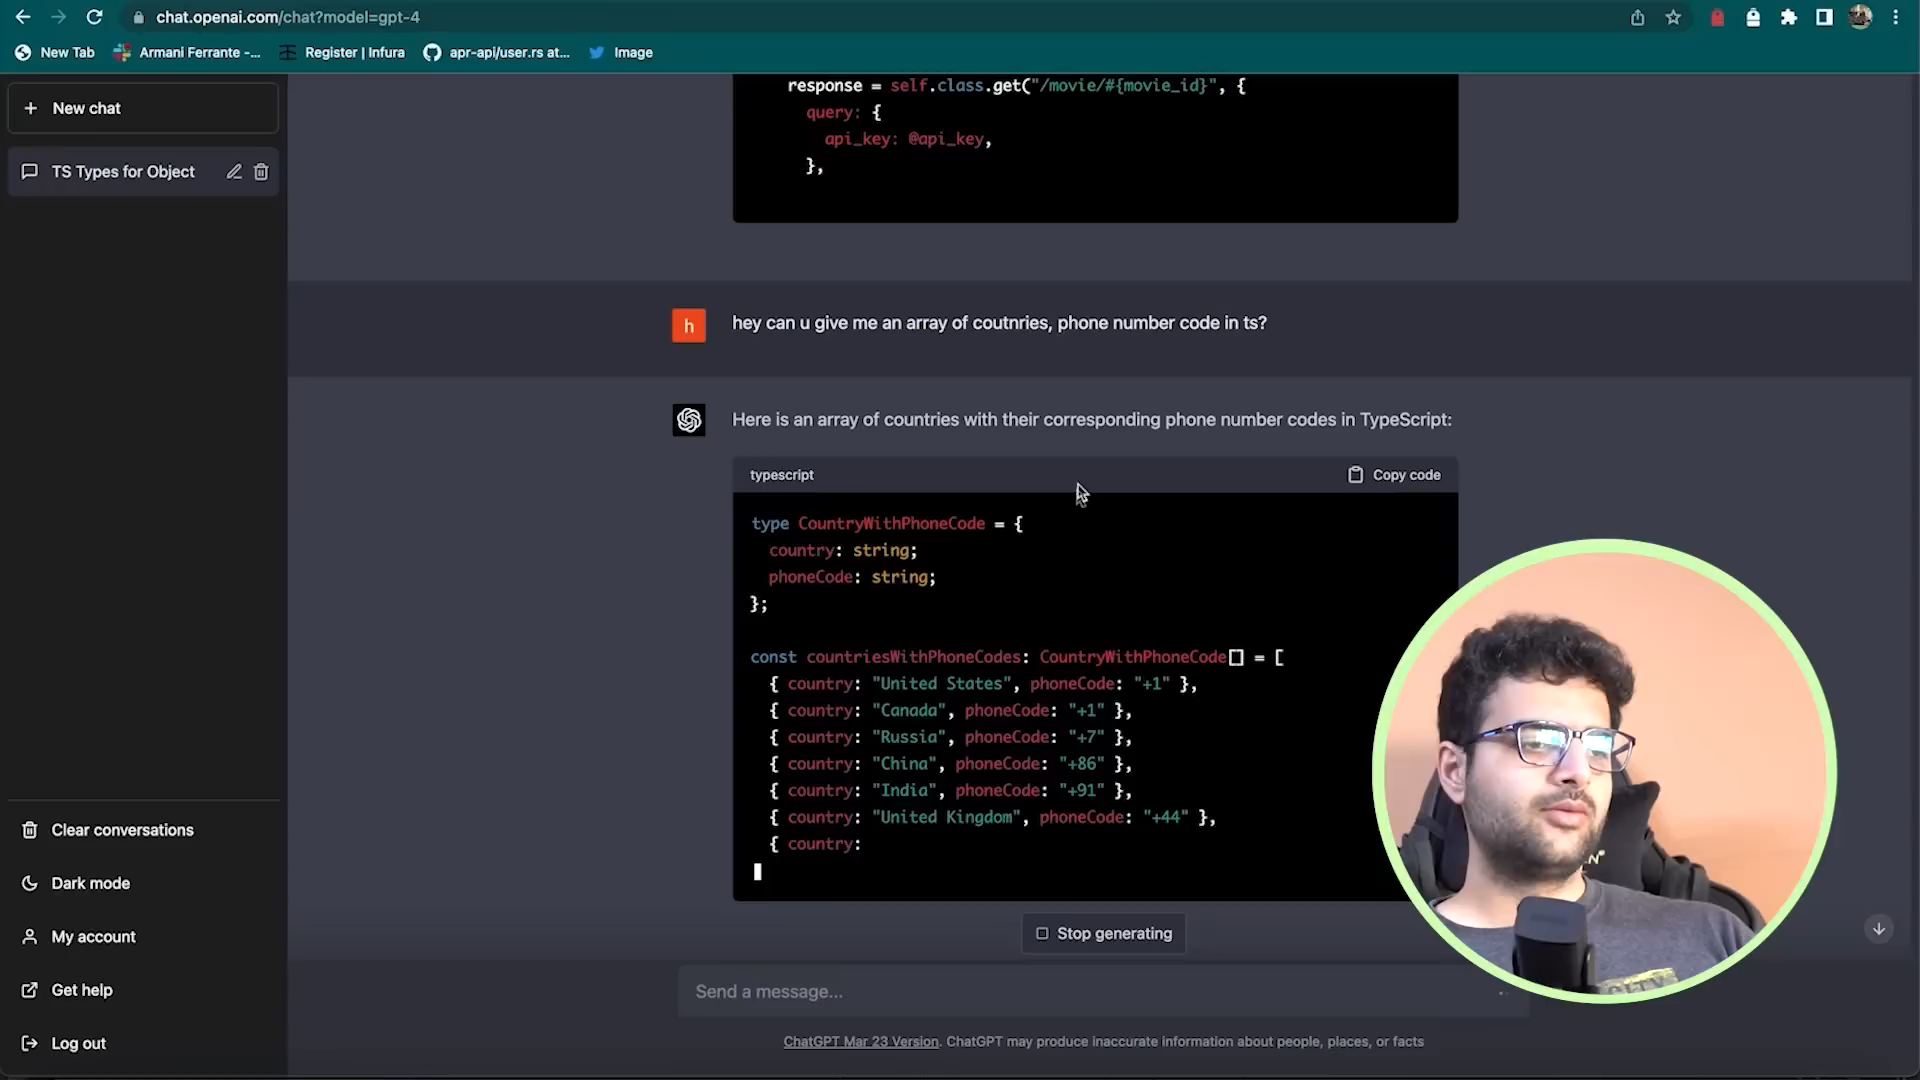 chat.openai.com/chat?model=gpt-4
New Tab
Armani Ferrante -...
Register | Infura
apr-api/user.rs at...
Image
New chat
TS Types for Object
Clear conversations
Dark mode
My account
Get help
Log out
response = self.class.get("/movie/#{movie_id}", {
query: {
api_key: @api_key,
},
h
hey can u give me an array of coutnries, phone number code in ts?
Here is an array of countries with their corresponding phone number codes in TypeScript:
typescript
Copy code
type CountryWithPhoneCode = {
country: string;
phoneCode: string;
};
const countriesWithPhoneCodes: CountryWithPhoneCode[] = [
{ country: "United States", phoneCode: "+1" },
{ country: "Canada", phoneCode: "+1" },
{ country: "Russia", phoneCode: "+7" },
{ country: "China", phoneCode: "+86" },
{ country: "India", phoneCode: "+91" },
{ country: "United Kingdom", phoneCode: "+44" },
{ country:
Stop generating
Send a message...
ChatGPT Mar 23 Version. ChatGPT may produce inaccurate information about people, places, or facts